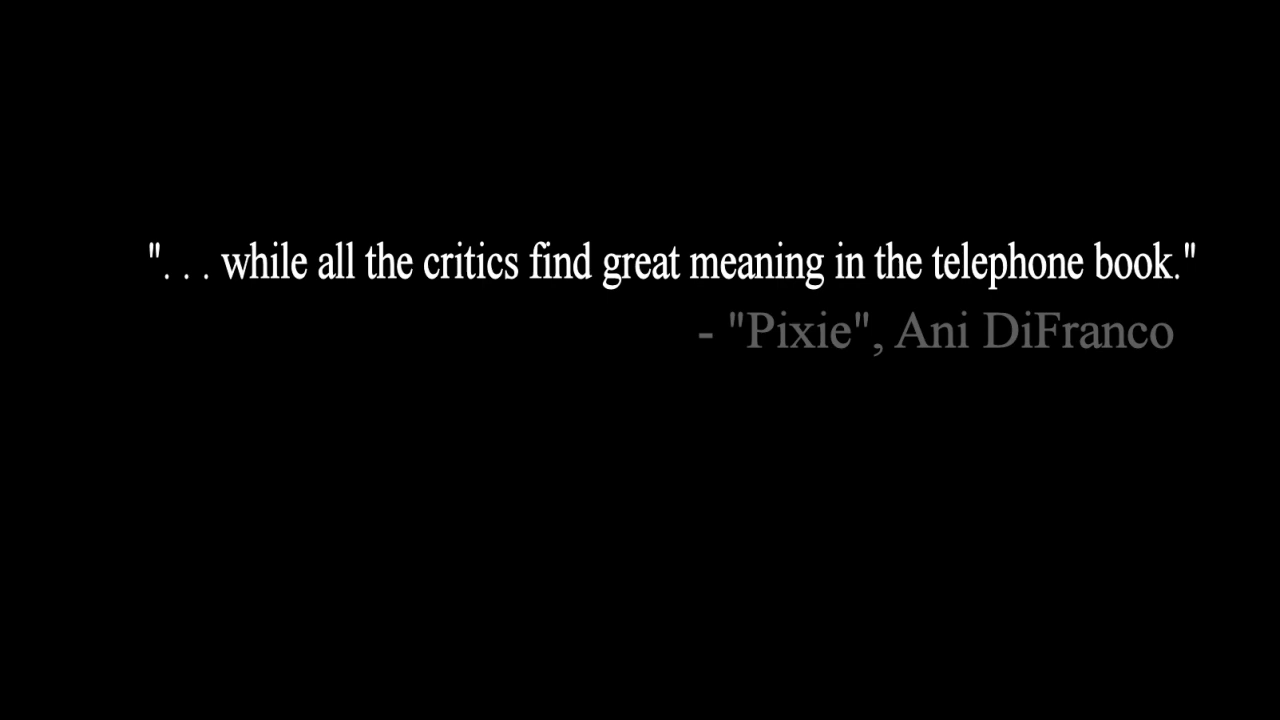 ". . . while all the critics find great meaning in the telephone book."
- "Pixie", Ani DiFranco